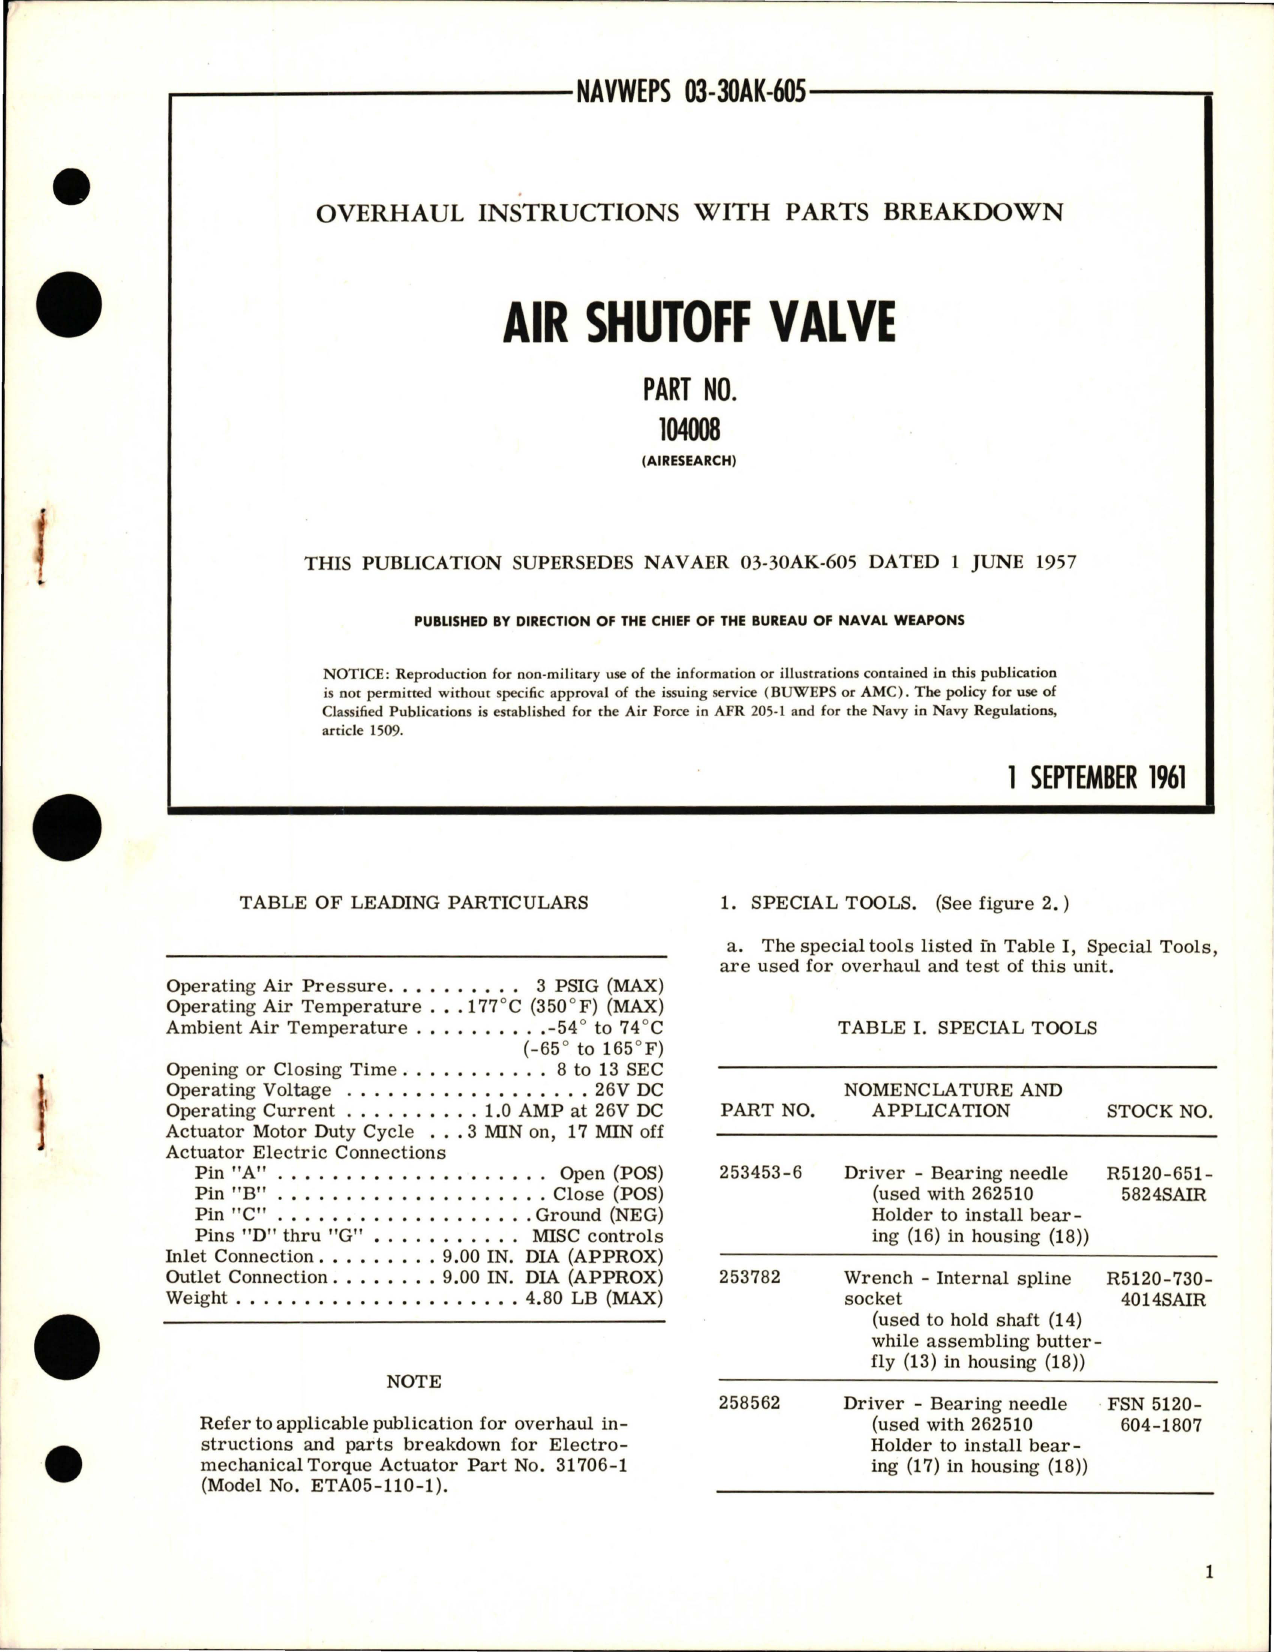 NAVWEPS 03-30AK-605
OVERHAUL INSTRUCTIONS WITH PARTS BREAKDOWN
AIR SHUTOFF VALVE
PART NO.
104008
(AIRESEARCH)
THIS PUBLICATION SUPERSEDES NAVAER 03-30AK-605 DATED 1 JUNE 1957
PUBLISHED BY DIRECTION OF THE CHIEF OF THE BUREAU OF NAVAL WEAPONS
NOTICE: Reproduction for non-military use of the information or illustrations contained in this publication
is not permitted without specific approval of the issuing service (BUWEPS or AMC). The policy for use of
Classified Publications is established for the Air Force in AFR 205-1 and for the Navy in Navy Regulations,
article 1509.
1 SEPTEMBER 1961
TABLE OF LEADING PARTICULARS
Operating Air Pressure. . . . . . . . . . 3 PSIG (MAX)
Operating Air Temperature . . . 177°C (350°F) (MAX)
Ambient Air Temperature . . . . . . . . . . -54° to 74°C
(-65° to 165°F)
Opening or Closing Time . . . . . . . . . . . 8 to 13 SEC
Operating Voltage . . . . . . . . . . . . . . . . . . 26V DC
Operating Current . . . . . . . . . . 1.0 AMP at 26V DC
Actuator Motor Duty Cycle . . . 3 MIN on, 17 MIN off
Actuator Electric Connections
Pin "A" . . . . . . . . . . . . . . . . . . . . Open (POS)
Pin "B" . . . . . . . . . . . . . . . . . . . . Close (POS)
Pin "C" . . . . . . . . . . . . . . . . . . . Ground (NEG)
Pins "D" thru "G" . . . . . . . . . . . MISC controls
Inlet Connection . . . . . . . . . 9.00 IN. DIA (APPROX)
Outlet Connection . . . . . . . . 9.00 IN. DIA (APPROX)
Weight . . . . . . . . . . . . . . . . . . . . . 4.80 LB (MAX)
NOTE
Refer to applicable publication for overhaul in-
structions and parts breakdown for Electro-
mechanical Torque Actuator Part No. 31706-1
(Model No. ETA05-110-1).
1. SPECIAL TOOLS. (See figure 2.)
a. The special tools listed in Table I, Special Tools,
are used for overhaul and test of this unit.
TABLE I. SPECIAL TOOLS
NOMENCLATURE AND
PART NO. APPLICATION STOCK NO.
253453-6 Driver - Bearing needle R5120-651-
(used with 262510 5824SAIR
Holder to install bear-
ing (16) in housing (18))
253782 Wrench - Internal spline R5120-730-
socket 4014SAIR
(used to hold shaft (14)
while assembling butter-
fly (13) in housing (18))
258562 Driver - Bearing needle FSN 5120-
(used with 262510 604-1807
Holder to install bear-
ing (17) in housing (18))
1